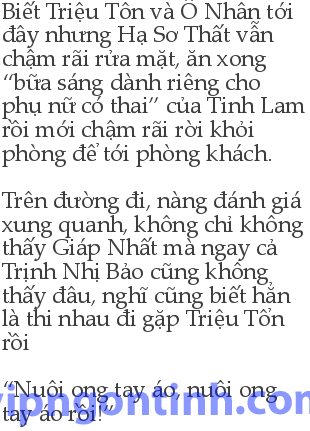 Biết Triệu Tôn và Ô Nhân tới
đây nhưng Hạ Sơ Thất vẫn
chậm rãi rửa mặt, ăn xong
“bữa sáng dành riêng cho
phụ nữ có thai” của Tinh Lam
rồi mới chậm rãi rời khỏi
phòng để tới phòng khách.
Trên đường đi, nàng đánh giá
xung quanh, không chỉ không
thấy Giáp Nhất mà ngay cả
Trịnh Nhị Bảo cũng không
thấy đâu, nghĩ cũng biết hẳn
là thi nhau đi gặp Triệu Tổn
rồi
“Nuôi ong tay áo, nuôi ong
tay áo rồi!”
vipngontinh.com